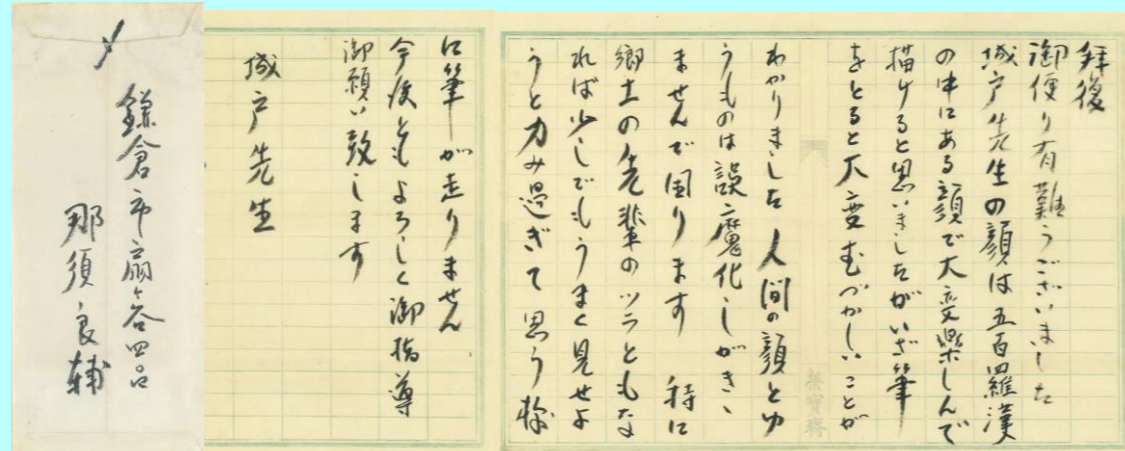 拝復
御便り有難うございました
城戸先生の顔は五百羅漢
の中にある顔で大変楽しんで
描けると思いましたがいざ筆
をとると大変むづかしいことが
榮寶齋
わかりました 人間の顔とゆ
うものは誤魔化しがきゝ
ませんで困ります 特に
郷土の先輩のツラともな
れば少しでもうまく見せよ
うと力み過ぎて思う様
に筆が走りません
今後ともよろしく御指導
御願い致します
城戸先生
〆
鎌倉市扇ヶ谷四
那須良輔